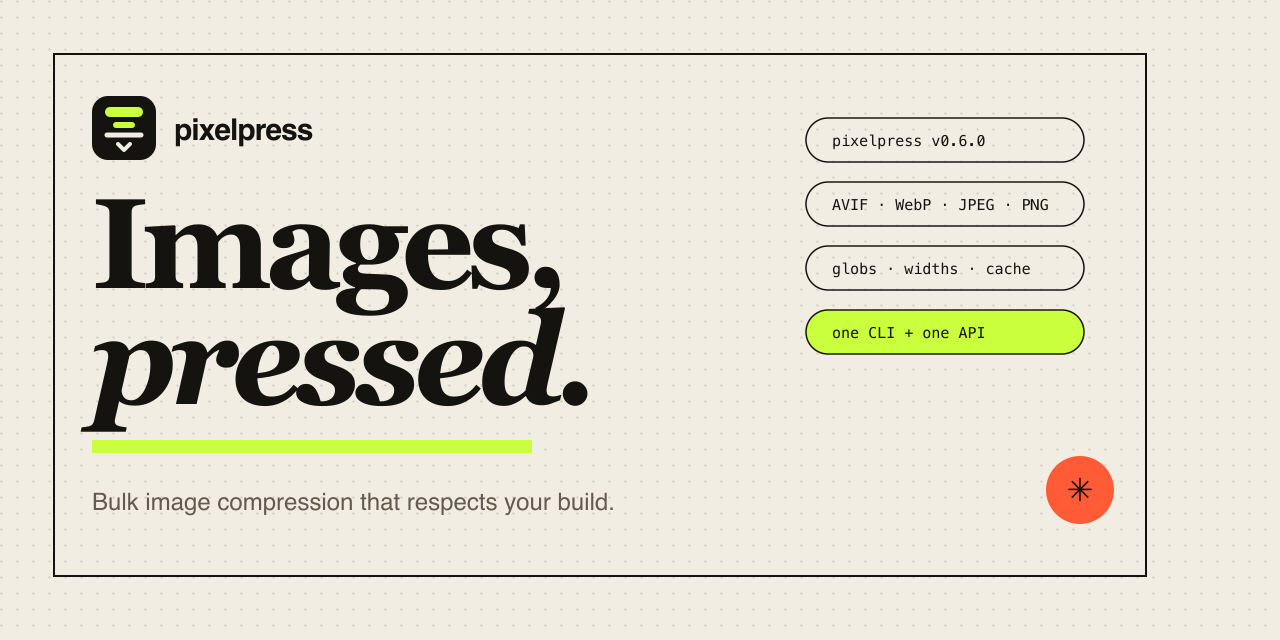 pixelpress
Images,
pressed.
Bulk image compression that respects your build.
pixelpress v0.6.0
AVIF · WebP · JPEG · PNG
globs · widths · cache
one CLI + one API